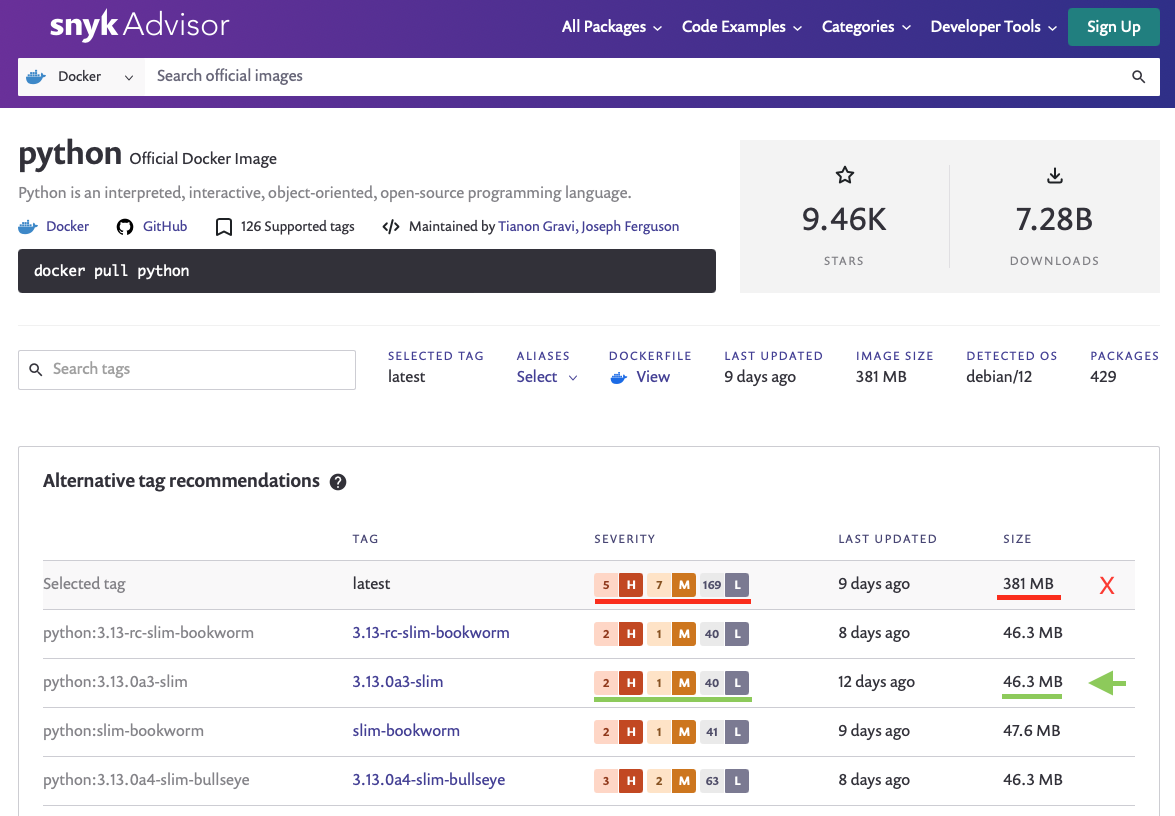 snyk Advisor All Packages Code Examples Categories Developer Tools Sign Up
Docker Search official images
python Official Docker Image
Python is an interpreted, interactive, object-oriented, open-source programming language.
Docker GitHub 126 Supported tags Maintained by Tianon Gravi, Joseph Ferguson
docker pull python
9.46K 7.28B
STARS DOWNLOADS
Search tags
SELECTED TAG ALIASES DOCKERFILE LAST UPDATED IMAGE SIZE DETECTED OS PACKAGES
latest Select View 9 days ago 381 MB debian/12 429
Alternative tag recommendations ?
TAG SEVERITY LAST UPDATED SIZE
Selected tag latest 5 H 7 M 169 L 9 days ago 381 MB X
python:3.13-rc-slim-bookworm 3.13-rc-slim-bookworm 2 H 1 M 40 L 8 days ago 46.3 MB
python:3.13.0a3-slim 3.13.0a3-slim 2 H 1 M 40 L 12 days ago 46.3 MB
python:slim-bookworm slim-bookworm 2 H 1 M 41 L 9 days ago 47.6 MB
python:3.13.0a4-slim-bullseye 3.13.0a4-slim-bullseye 3 H 2 M 63 L 8 days ago 46.3 MB